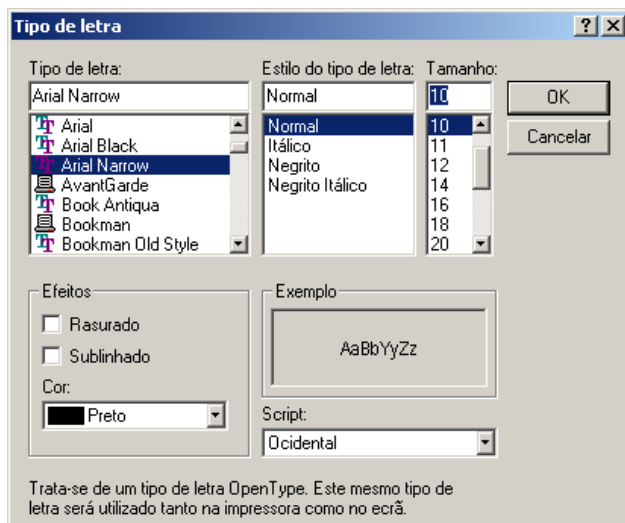 Tipo de letra
Tipo de letra:
Estilo do tipo de letra:
Tamanho:
Arial Narrow
Normal
10
OK
Cancelar
Arial
Arial Black
Arial Narrow
AvantGarde
Book Antiqua
Bookman
Bookman Old Style
Normal
Itálico
Negrito
Negrito Itálico
10
11
12
14
16
18
20
Efeitos
Rasurado
Sublinhado
Cor:
Preto
Exemplo
AaBbYyZz
Script:
Ocidental
Trata-se de um tipo de letra OpenType. Este mesmo tipo de
letra será utilizado tanto na impressora como no ecrã.